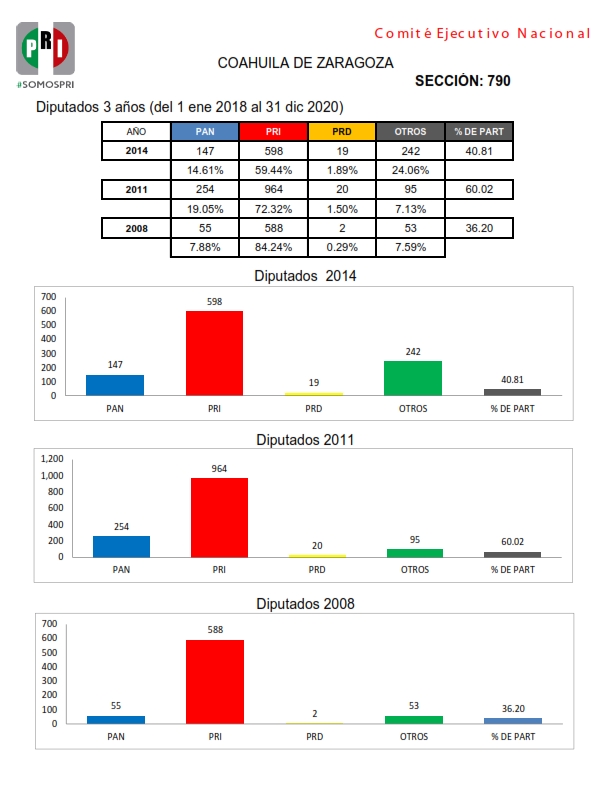 Comité Ejecutivo Nacional
PRI
#SOMOSPRI
COAHUILA DE ZARAGOZA
SECCIÓN: 790
Diputados 3 años (del 1 ene 2018 al 31 dic 2020)
AÑO PAN PRI PRD OTROS % DE PART
2014 147 598 19 242 40.81
14.61% 59.44% 1.89% 24.06%
2011 254 964 20 95 60.02
19.05% 72.32% 1.50% 7.13%
2008 55 588 2 53 36.20
7.88% 84.24% 0.29% 7.59%
Diputados 2014
700
600
500
400
300
200
100
0
147 598 19 242 40.81
PAN PRI PRD OTROS % DE PART
Diputados 2011
1,200
1,000
800
600
400
200
0
254 964 20 95 60.02
PAN PRI PRD OTROS % DE PART
Diputados 2008
700
600
500
400
300
200
100
0
55 588 2 53 36.20
PAN PRI PRD OTROS % DE PART